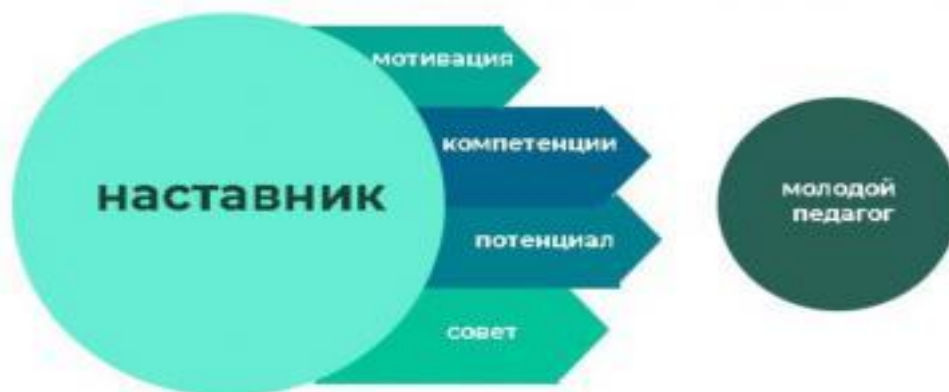 мотивация
компетенции
наставник
потенциал
совет
молодой
педагог